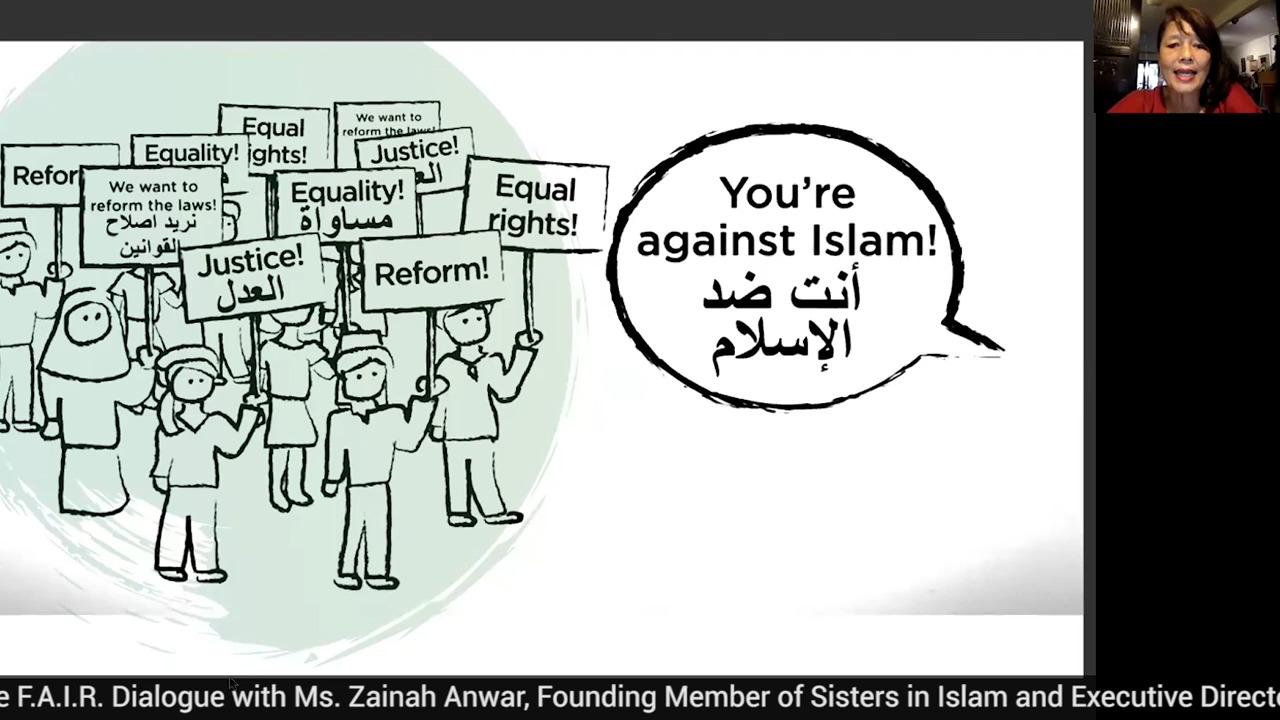 Equal
ights!
We want to
reform the laws!
Equality!
Justice!
Refor
We want to
reform the laws!
نريد اصلاح
القوانين
Equality!
مساواة
Equal
rights!
Justice!
العدل
Reform!
You're
against Islam!
أنت ضد
الإسلام
e F.A.I.R. Dialogue with Ms. Zainah Anwar, Founding Member of Sisters in Islam and Executive Directo